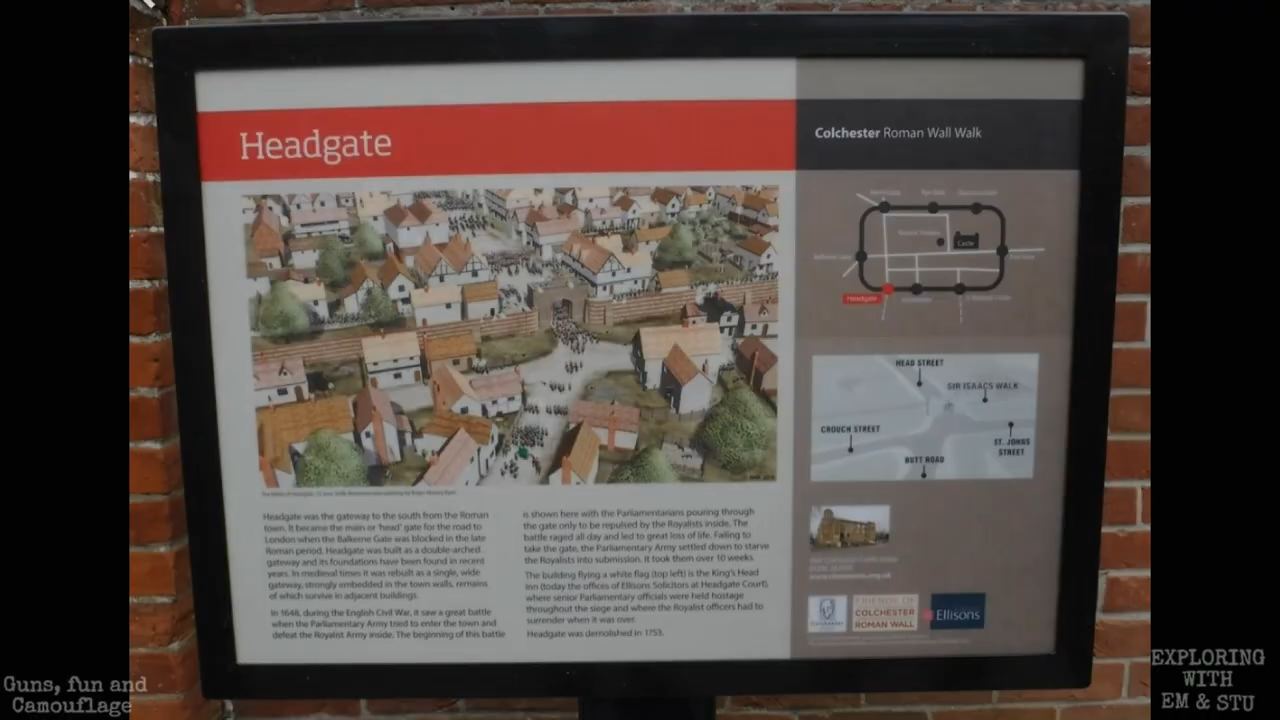 Headgate
Colchester Roman Wall Walk
Castle
Headgate
HEAD STREET
SIR ISAACS WALK
CROUCH STREET
ST. JOHNS
STREET
BUTT ROAD
Headgate was the gateway to the south from the Roman
town. It became the main or 'head' gate for the road to
London when the Balkerne Gate was blocked in the late
Roman period. Headgate was built as a double-arched
gateway and its foundations have been found in recent
years. In medieval times it was rebuilt as a single, wide
gateway, strongly embedded in the town walls, remains
of which survive in adjacent buildings.
In 1648, during the English Civil War, it saw a great battle
when the Parliamentary Army tried to enter the town and
defeat the Royalist Army inside. The beginning of this battle
is shown here with the Parliamentarians pouring through
the gate only to be repulsed by the Royalists inside. The
battle raged all day and led to great loss of life. Failing to
take the gate, the Parliamentary Army settled down to starve
the Royalists into submission. It took them over 10 weeks.
The building flying a white flag (top left) is the King's Head
Inn (today the offices of Ellisons Solicitors at Headgate Court)
where senior Parliamentary officials were held hostage
throughout the siege and where the Royalist officers had to
surrender when it was over.
Headgate was demolished in 1753.
Colchester
FRIENDS OF
COLCHESTER
ROMAN WALL
Ellisons
Guns, fun and
Camouflage
EXPLORING
WITH
EM & STU